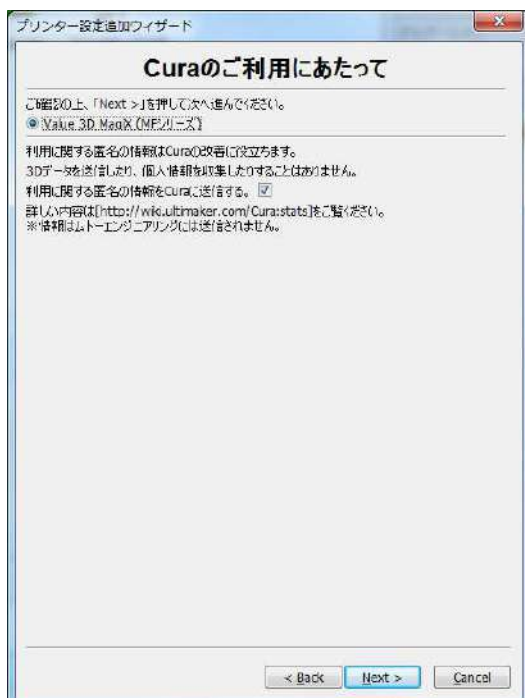 プリンター設定追加ウィザード
Curaのご利用にあたって
ご確認の上、「Next >」を押して次へ進んでください。
Value 3D MagiX (MFシリーズ)
利用に関する匿名の情報はCuraの改善に役立ちます。
3Dデータを送信したり、個人情報を収集したりすることはありません。
利用に関する匿名の情報をCuraに送信する。
詳しい内容は[http://wiki.ultimaker.com/Cura:stats]をご覧ください。
※情報はムトーエンジニアリングには送信されません。
< Back
Next >
Cancel